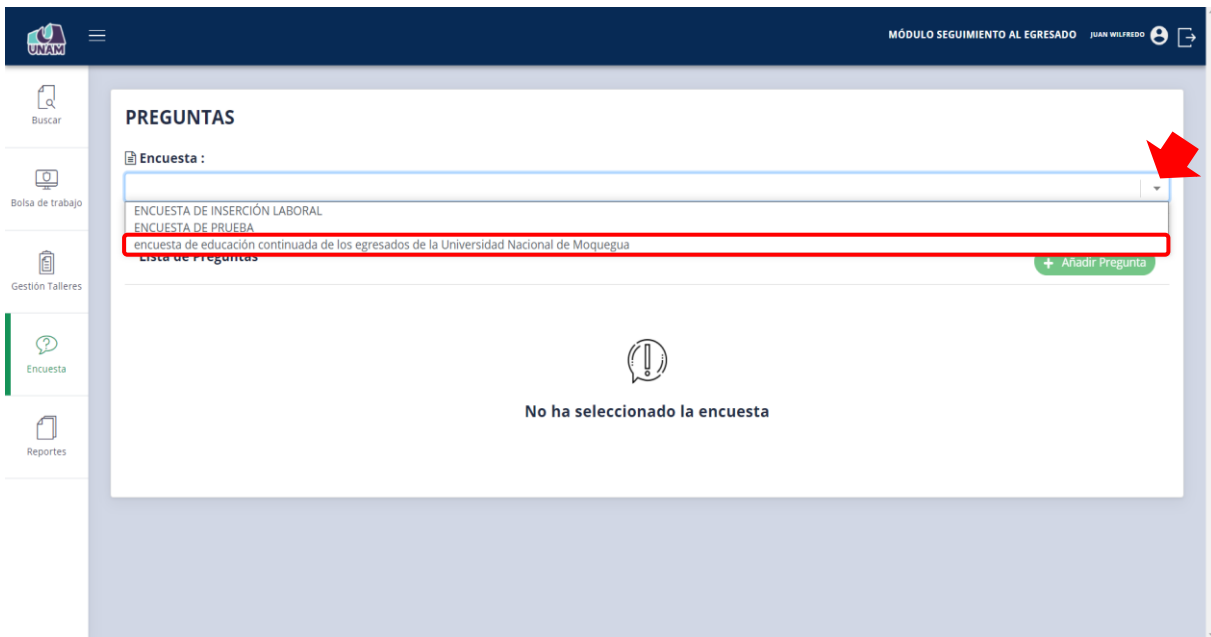 UNAM
MÓDULO SEGUIMIENTO AL EGRESADO JUAN WILFREDO
Buscar
Bolsa de trabajo
Gestión Talleres
Encuesta
Reportes
PREGUNTAS
Encuesta :
ENCUESTA DE INSERCIÓN LABORAL
ENCUESTA DE PRUEBA
encuesta de educación continuada de los egresados de la Universidad Nacional de Moquegua
Lista de Preguntas
+ Añadir Pregunta
No ha seleccionado la encuesta